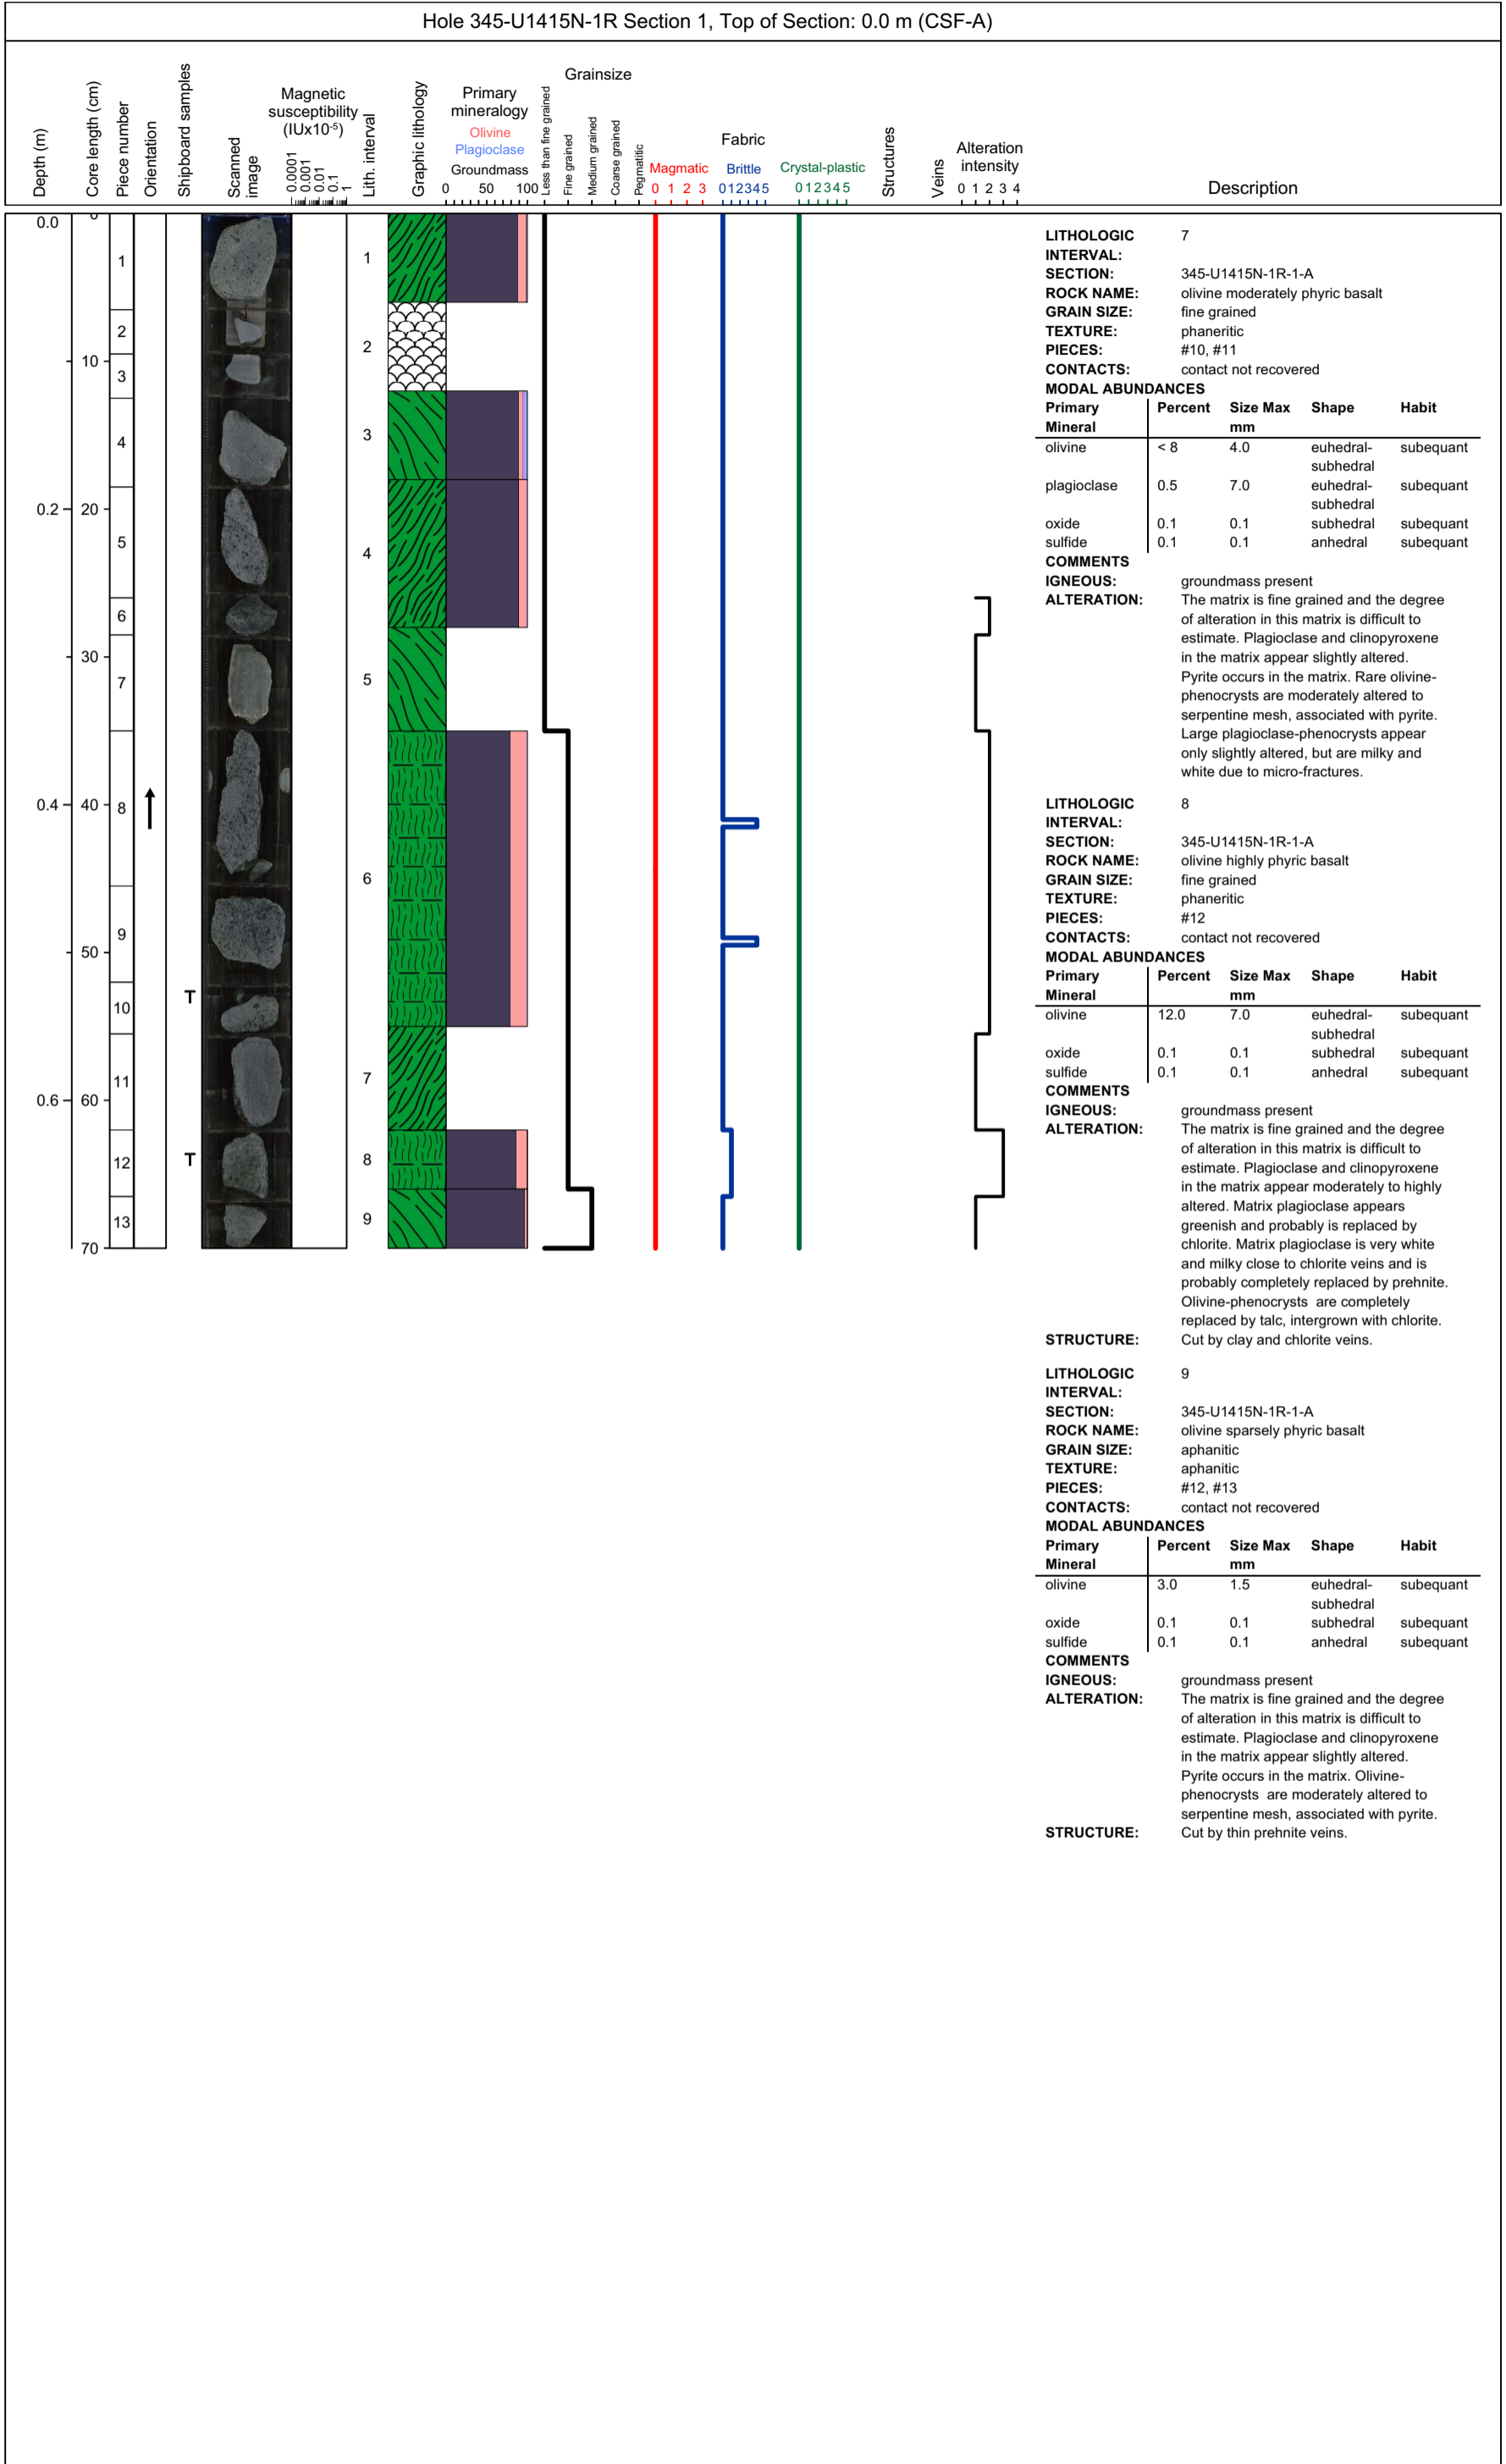 Hole 345-U1415N-1R Section 1, Top of Section: 0.0 m (CSF-A)
Depth (m)
Core length (cm)
Piece number
Orientation
Shipboard samples
Scanned
image
Magnetic
susceptibility
(IUx10-5)
0.0001
0.001
0.01
0.1
1
Lith. interval
Graphic lithology
Primary
mineralogy
Olivine
Plagioclase
Groundmass
0 50 100
Grainsize
Less than fine grained
Fine grained
Medium grained
Coarse grained
Pegmatitic
Fabric
Magmatic
0 1 2 3
Brittle
0 1 2 3 4 5
Crystal-plastic
0 1 2 3 4 5
Structures
Veins
Alteration
intensity
0 1 2 3 4
Description
0.0
0.2
0.4
0.6
0
10
20
30
40
50
60
70
1
2
3
4
5
6
7
8
9
10
11
12
13
T
T
1
2
3
4
5
6
7
8
9
LITHOLOGIC 7
INTERVAL:
SECTION: 345-U1415N-1R-1-A
ROCK NAME: olivine moderately phyric basalt
GRAIN SIZE: fine grained
TEXTURE: phaneritic
PIECES: #10, #11
CONTACTS: contact not recovered
MODAL ABUNDANCES
Primary Percent Size Max Shape Habit
Mineral mm
olivine < 8 4.0 euhedral- subequant
subhedral
plagioclase 0.5 7.0 euhedral- subequant
subhedral
oxide 0.1 0.1 subhedral subequant
sulfide 0.1 0.1 anhedral subequant
COMMENTS
IGNEOUS: groundmass present
ALTERATION: The matrix is fine grained and the degree
of alteration in this matrix is difficult to
estimate. Plagioclase and clinopyroxene
in the matrix appear slightly altered.
Pyrite occurs in the matrix. Rare olivine-
phenocrysts are moderately altered to
serpentine mesh, associated with pyrite.
Large plagioclase-phenocrysts appear
only slightly altered, but are milky and
white due to micro-fractures.
LITHOLOGIC 8
INTERVAL:
SECTION: 345-U1415N-1R-1-A
ROCK NAME: olivine highly phyric basalt
GRAIN SIZE: fine grained
TEXTURE: phaneritic
PIECES: #12
CONTACTS: contact not recovered
MODAL ABUNDANCES
Primary Percent Size Max Shape Habit
Mineral mm
olivine 12.0 7.0 euhedral- subequant
subhedral
oxide 0.1 0.1 subhedral subequant
sulfide 0.1 0.1 anhedral subequant
COMMENTS
IGNEOUS: groundmass present
ALTERATION: The matrix is fine grained and the degree
of alteration in this matrix is difficult to
estimate. Plagioclase and clinopyroxene
in the matrix appear moderately to highly
altered. Matrix plagioclase appears
greenish and probably is replaced by
chlorite. Matrix plagioclase is very white
and milky close to chlorite veins and is
probably completely replaced by prehnite.
Olivine-phenocrysts are completely
replaced by talc, intergrown with chlorite.
STRUCTURE: Cut by clay and chlorite veins.
LITHOLOGIC 9
INTERVAL:
SECTION: 345-U1415N-1R-1-A
ROCK NAME: olivine sparsely phyric basalt
GRAIN SIZE: aphanitic
TEXTURE: aphanitic
PIECES: #12, #13
CONTACTS: contact not recovered
MODAL ABUNDANCES
Primary Percent Size Max Shape Habit
Mineral mm
olivine 3.0 1.5 euhedral- subequant
subhedral
oxide 0.1 0.1 subhedral subequant
sulfide 0.1 0.1 anhedral subequant
COMMENTS
IGNEOUS: groundmass present
ALTERATION: The matrix is fine grained and the degree
of alteration in this matrix is difficult to
estimate. Plagioclase and clinopyroxene
in the matrix appear slightly altered.
Pyrite occurs in the matrix. Olivine-
phenocrysts are moderately altered to
serpentine mesh, associated with pyrite.
STRUCTURE: Cut by thin prehnite veins.